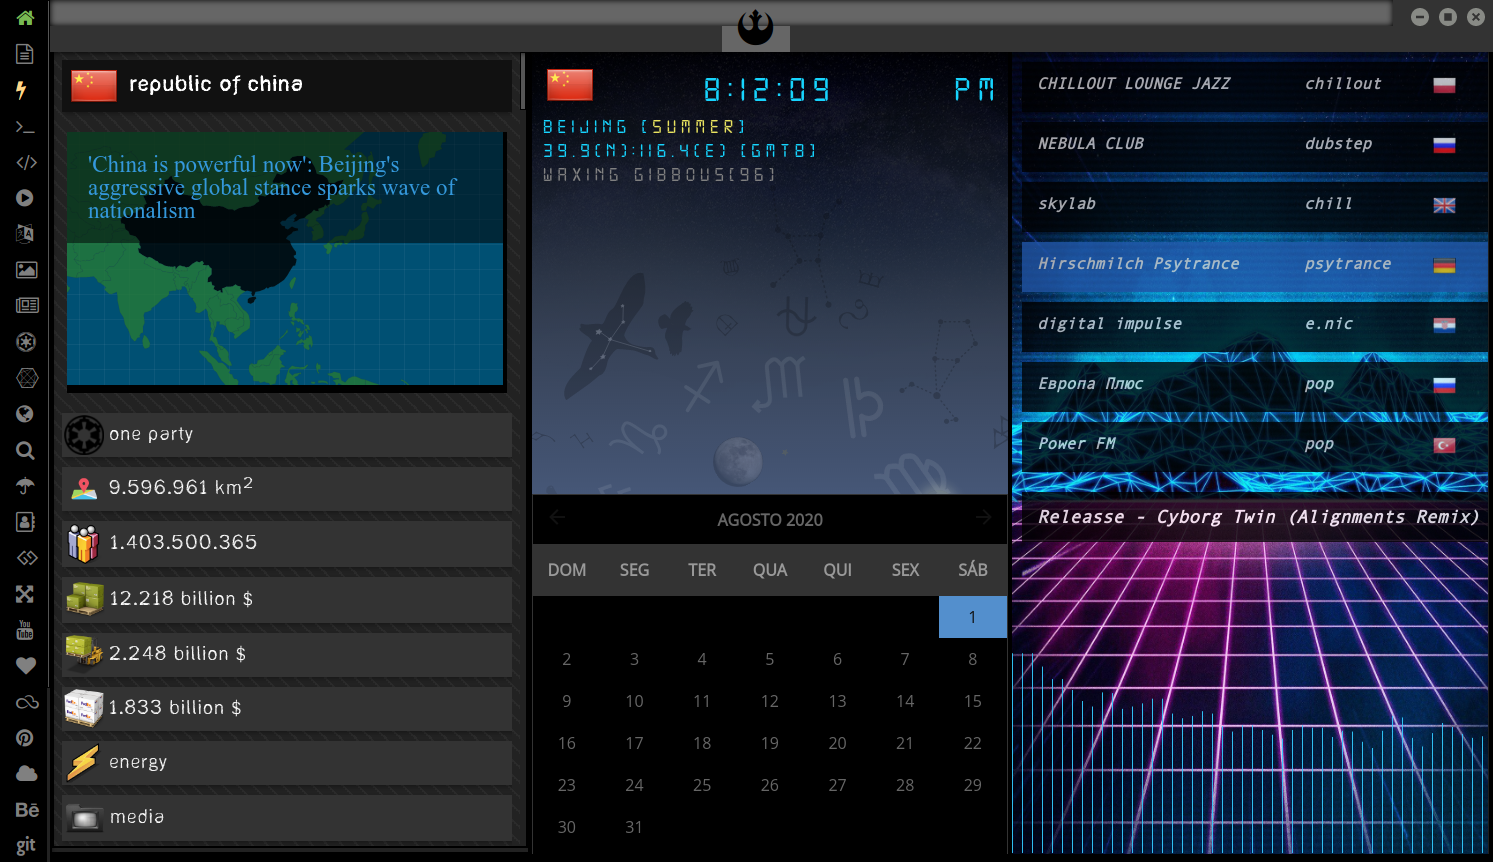 republic of china
'China is powerful now': Beijing's
aggressive global stance sparks wave of
nationalism
one party
9.596.961 km2
1.403.500.365
12.218 billion $
2.248 billion $
1.833 billion $
energy
media
8:12:09 PM
BEIJING [SUMMER]
39.9(N):116.4(E) [GMT8]
WAXING GIBBOUS[96]
AGOSTO 2020
DOM SEG TER QUA QUI SEX SÁB
1
2 3 4 5 6 7 8
9 10 11 12 13 14 15
16 17 18 19 20 21 22
23 24 25 26 27 28 29
30 31
CHILLOUT LOUNGE JAZZ chillout
NEBULA CLUB dubstep
skylab chill
Hirschmilch Psytrance psytrance
digital impulse e.nic
Европа Плюс pop
Power FM pop
Releasse - Cyborg Twin (Alignments Remix)
You
Tube
Bē
git